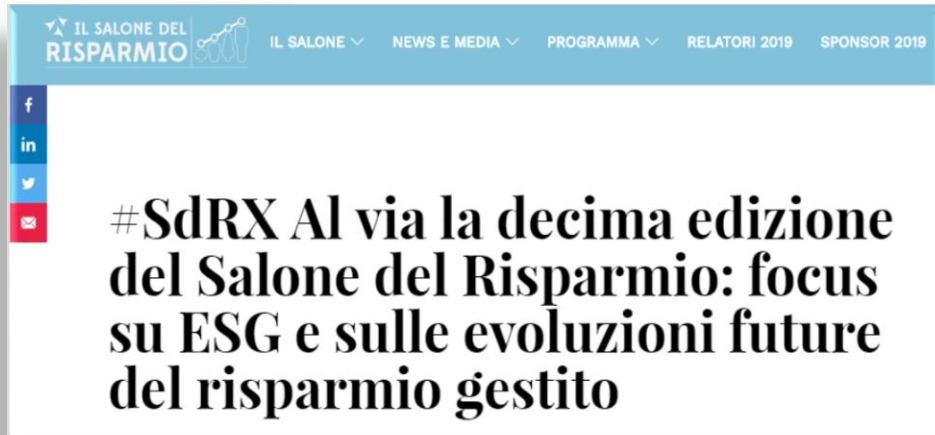 IL SALONE DEL
RISPARMIO
IL SALONE NEWS E MEDIA PROGRAMMA RELATORI 2019 SPONSOR 2019
f
in
#SdRX Al via la decima edizione
del Salone del Risparmio: focus
su ESG e sulle evoluzioni future
del risparmio gestito